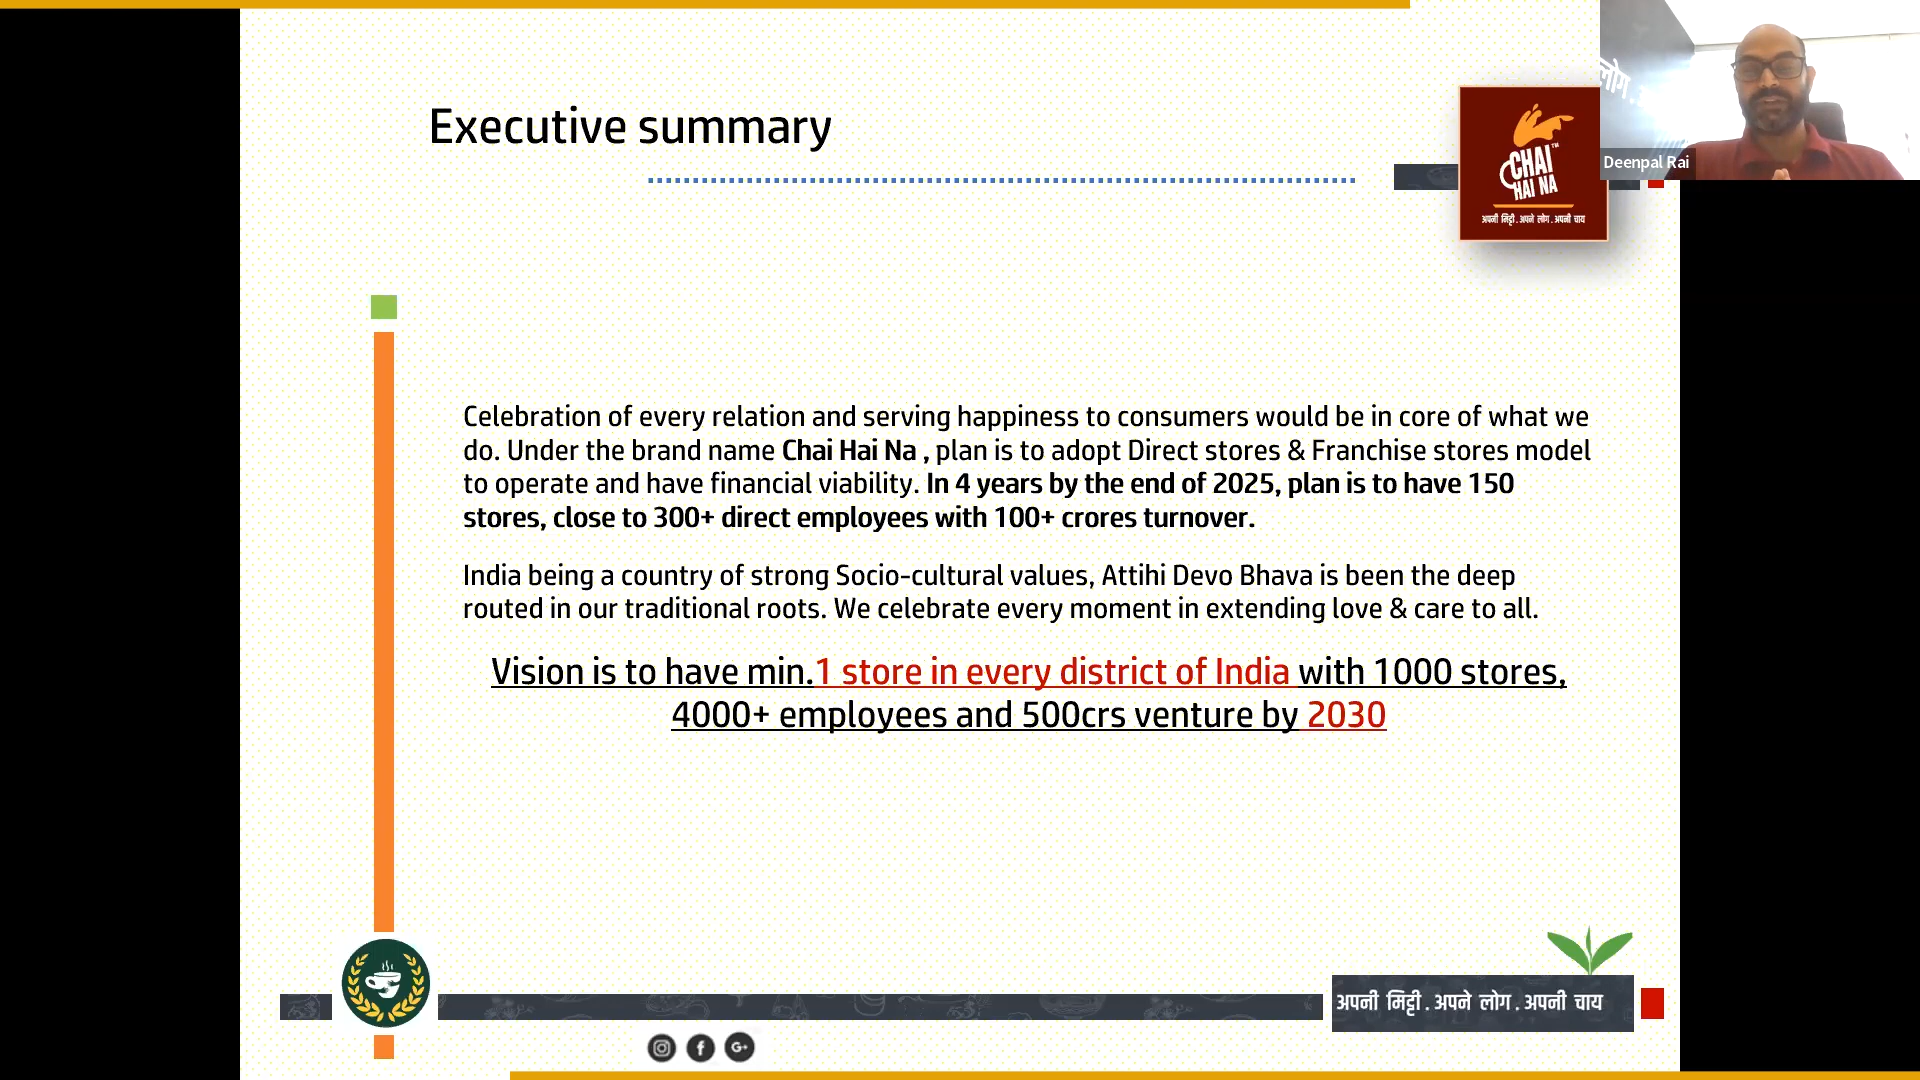 Executive summary
लोग .
Deenpal Rai
CHAI
HAI NA
TM
अपनी मिट्टी . अपने लोग . अपनी चाय
Celebration of every relation and serving happiness to consumers would be in core of what we
do. Under the brand name Chai Hai Na , plan is to adopt Direct stores & Franchise stores model
to operate and have financial viability. In 4 years by the end of 2025, plan is to have 150
stores, close to 300+ direct employees with 100+ crores turnover.
India being a country of strong Socio-cultural values, Attihi Devo Bhava is been the deep
routed in our traditional roots. We celebrate every moment in extending love & care to all.
Vision is to have min.1 store in every district of India with 1000 stores,
4000+ employees and 500crs venture by 2030
अपनी मिट्टी . अपने लोग . अपनी चाय
G+